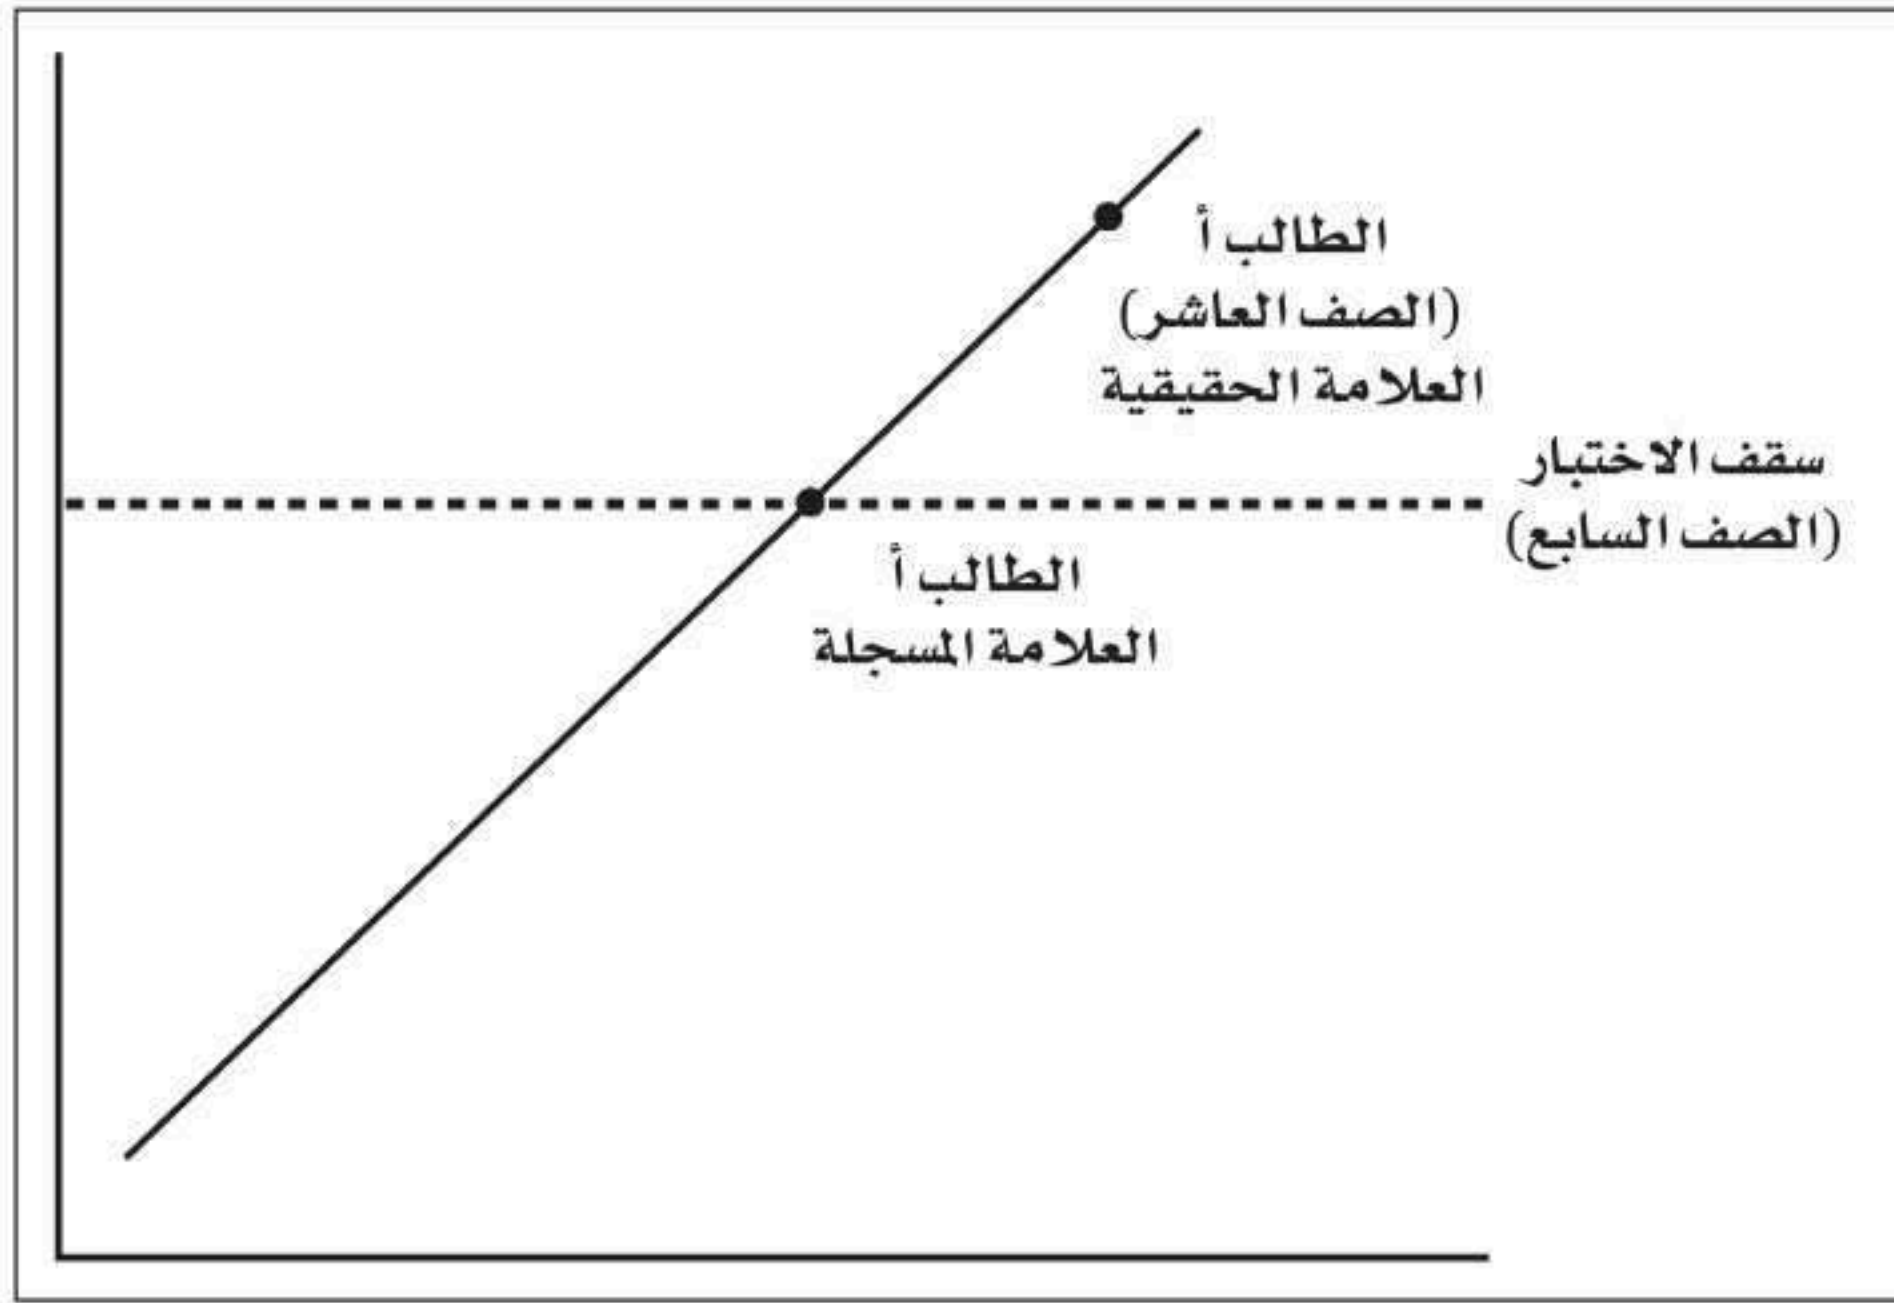 الطالب أ
(الصف العاشر)
العلامة الحقيقية
سقف الاختبار
(الصف السابع)
الطالب أ
العلامة المسجلة